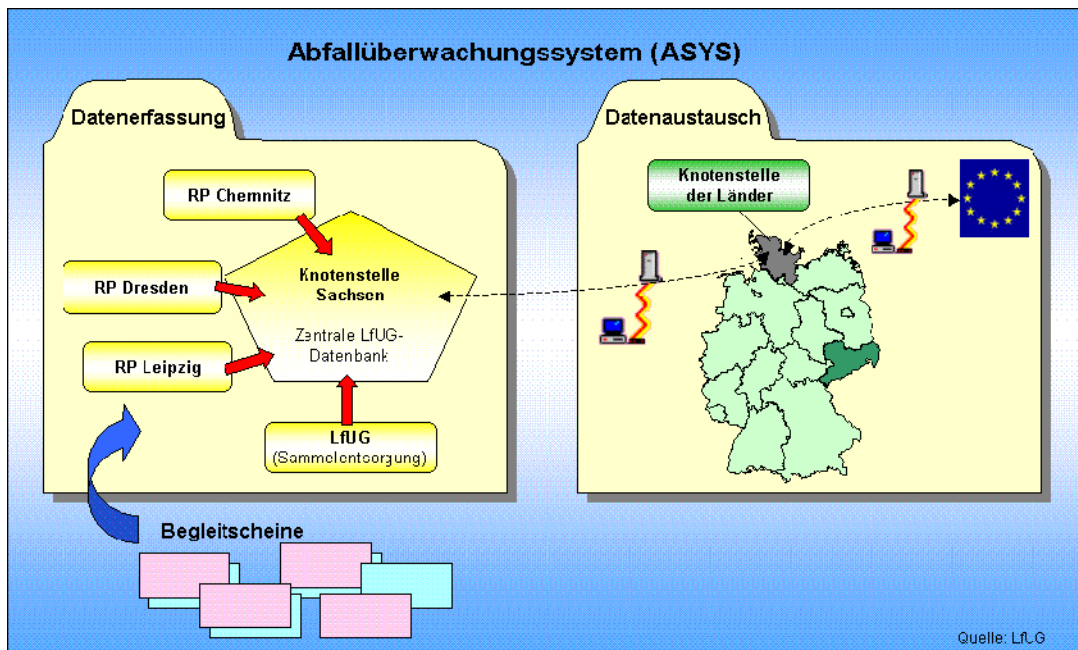 Abfallüberwachungssystem (ASYS)
Datenerfassung
RP Chemnitz
RP Dresden
RP Leipzig
Knotenstelle
Sachsen
Zentrale LfUG-
Datenbank
LfUG
(Sammelentsorgung)
Begleitscheine
Datenaustausch
Knotenstelle
der Länder
Quelle: LfUG